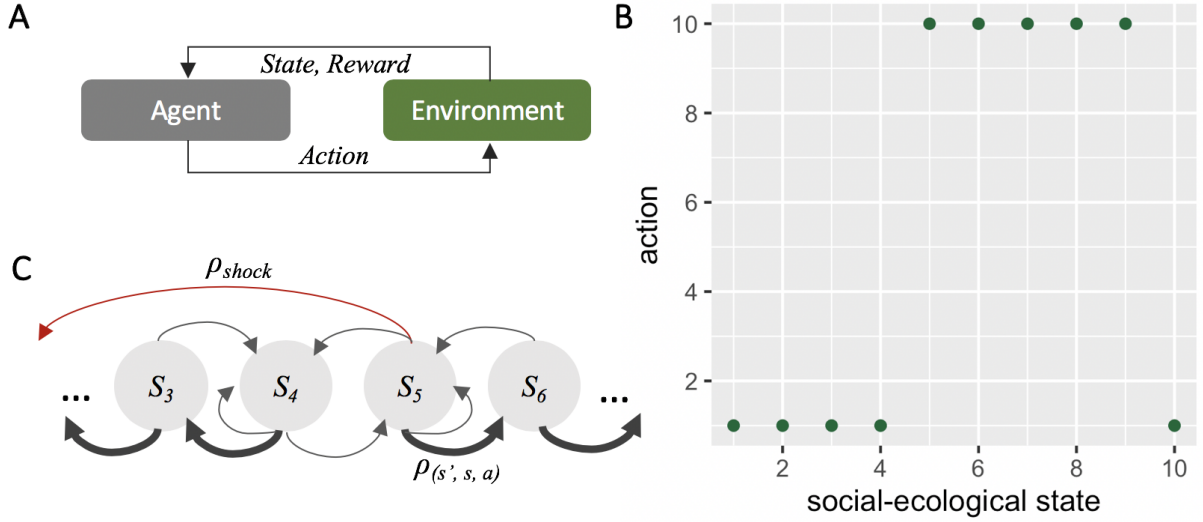 A
State, Reward
Agent
Environment
Action
B
10
8
6
4
2
action
2
4
6
8
10
social-ecological state
C
ρshock
...
S3
S4
S5
S6
...
ρ(s’, s, a)